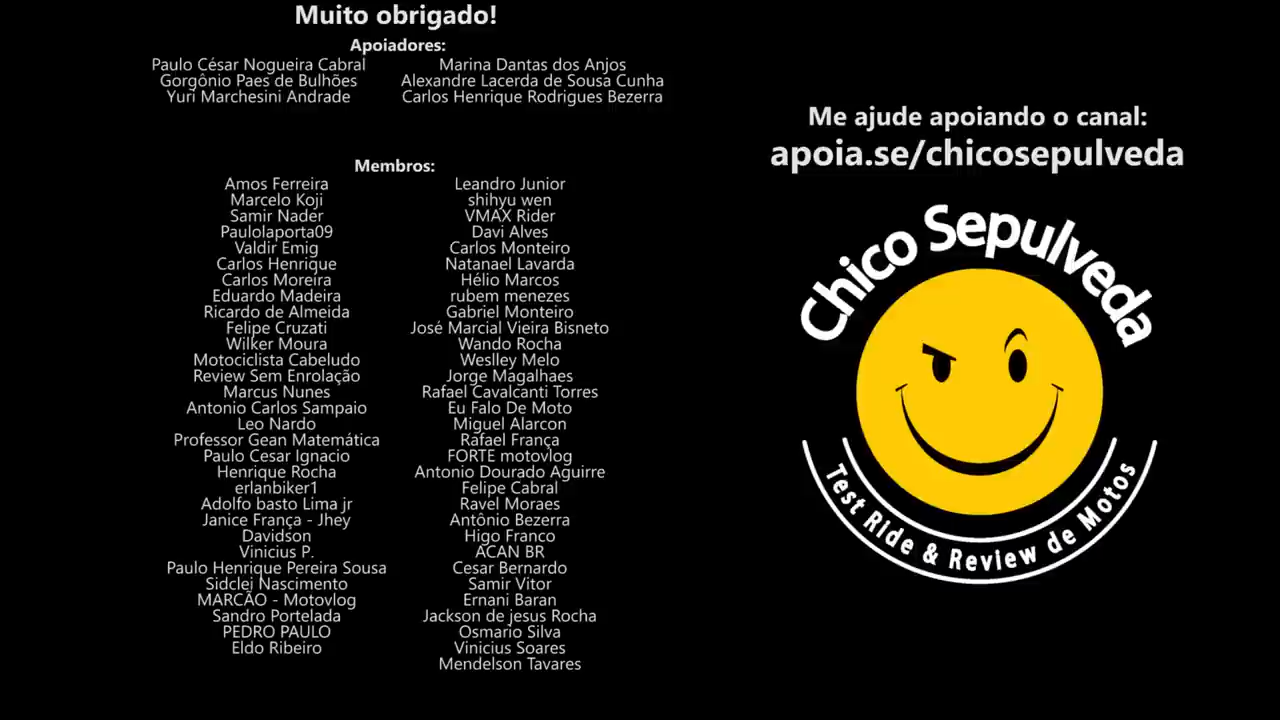 Muito obrigado!
Apoiadores:
Paulo César Nogueira Cabral
Gorgônio Paes de Bulhões
Yuri Marchesini Andrade
Marina Dantas dos Anjos
Alexandre Lacerda de Sousa Cunha
Carlos Henrique Rodrigues Bezerra
Membros:
Amos Ferreira
Marcelo Koji
Samir Nader
Paulolaporta09
Valdir Emig
Carlos Henrique
Carlos Moreira
Eduardo Madeira
Ricardo de Almeida
Felipe Cruzati
Wilker Moura
Motociclista Cabeludo
Review Sem Enrolação
Marcus Nunes
Antonio Carlos Sampaio
Leo Nardo
Professor Gean Matemática
Paulo Cesar Ignacio
Henrique Rocha
erlanbiker1
Adolfo basto Lima jr
Janice França - Jhey
Davidson
Vinicius P.
Paulo Henrique Pereira Sousa
Sidclej Nascimento
MARCÃO - Motovlog
Sandro Portelada
PEDRO PAULO
Eldo Ribeiro
Leandro Junior
shihyu wen
VMAX Rider
Davi Alves
Carlos Monteiro
Natanael Lavarda
Hélio Marcos
rubem menezes
Gabriel Monteiro
José Marcial Vieira Bisneto
Wando Rocha
Weslley Melo
Jorge Magalhaes
Rafael Cavalcanti Torres
Eu Falo De Moto
Miguel Alarcon
Rafael França
FORTE motovlog
Antonio Dourado Aguirre
Felipe Cabral
Ravel Moraes
Antônio Bezerra
Higo Franco
ACAN BR
Cesar Bernardo
Samir Vitor
Ernani Baran
Jackson de jesus Rocha
Osmario Silva
Vinicius Soares
Mendelson Tavares
Me ajude apoiando o canal:
apoia.se/chicosepulveda
Chico Sepulveda
Test Ride & Review de Motos